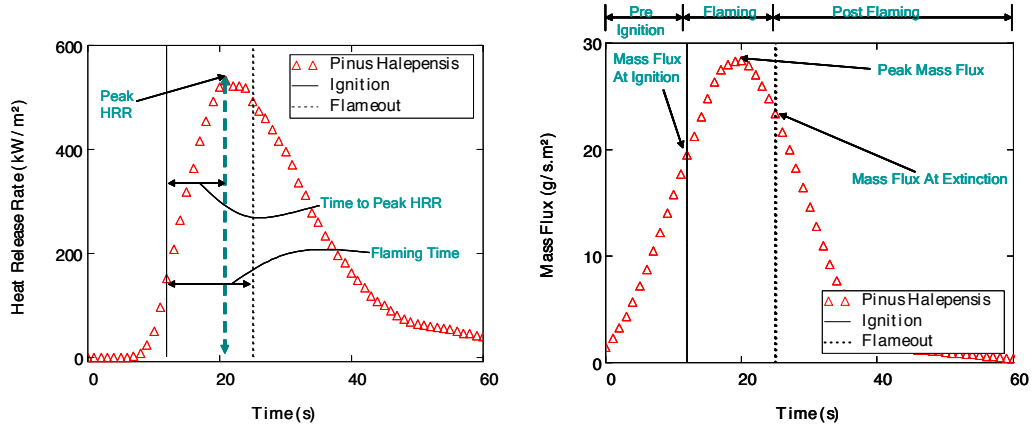 600
400
200
0
0
20
40
60
Heat Release Rate (kW/m²)
Time (s)
Pinus Halepensis
Ignition
Flameout
Peak
HRR
Time to Peak HRR
Flaming Time
Pre
Ignition
Flaming
Post Flaming
30
20
10
0
0
20
40
60
Mass Flux (g/s.m²)
Time (s)
Mass Flux
At Ignition
Peak Mass Flux
Mass Flux At Extinction
Pinus Halepensis
Ignition
Flameout